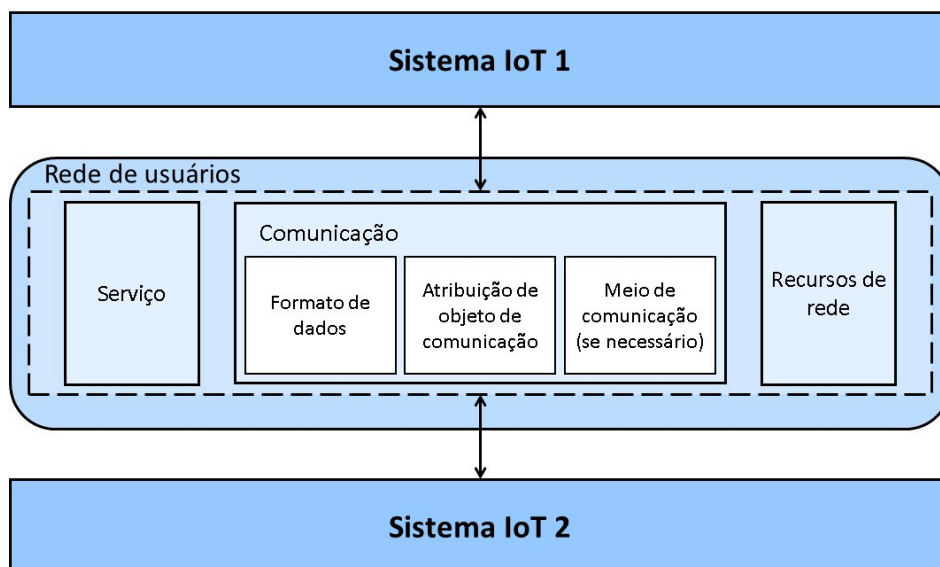 Sistema IoT 1
Rede de usuários
Serviço
Comunicação
Formato de
dados
Atribuição de
objeto de
comunicação
Meio de
comunicação
(se necessário)
Recursos de
rede
Sistema IoT 2